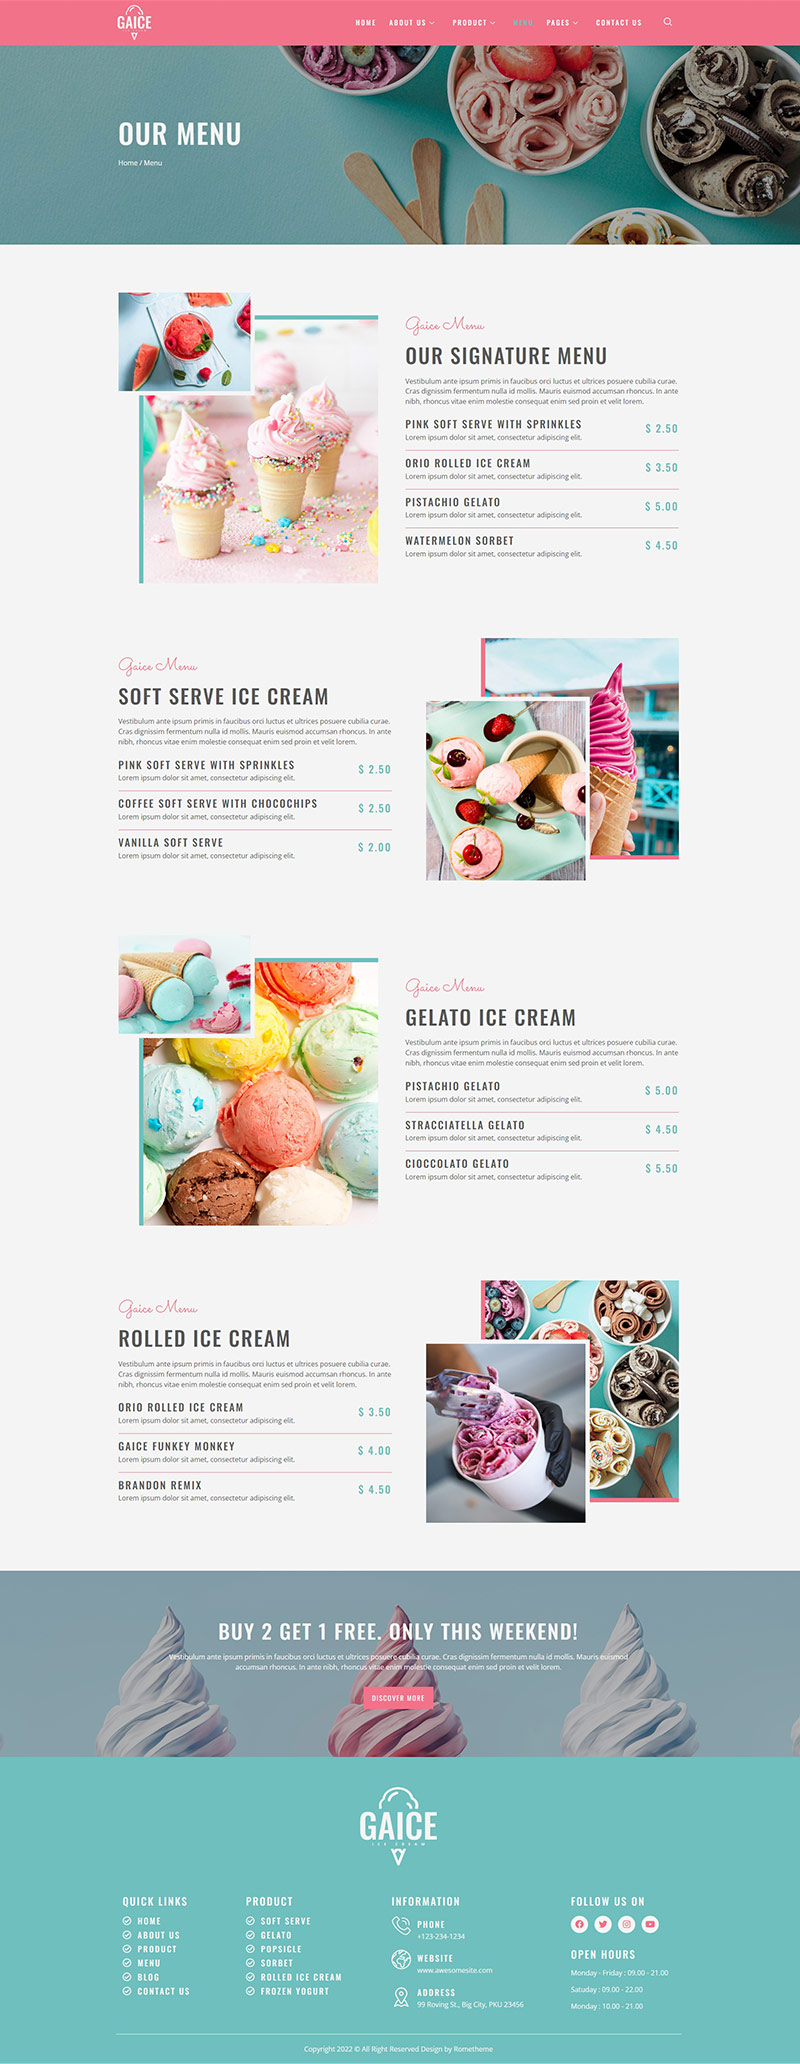 GAICE
HOME ABOUT US PRODUCT MENU PAGES CONTACT US
OUR MENU
Home / Menu
Gaice Menu
OUR SIGNATURE MENU
Vestibulum ante ipsum primis in faucibus orci luctus et ultrices posuere cubilia curae.
Cras dignissim fermentum nulla id mollis. Mauris euismod accumsan rhoncus. In ante
nibh, rhoncus vitae enim molestie consequat enim sed proin et velit lorem.
PINK SOFT SERVE WITH SPRINKLES $ 2.50
Lorem ipsum dolor sit amet, consectetur adipiscing elit.
ORIO ROLLED ICE CREAM $ 3.50
Lorem ipsum dolor sit amet, consectetur adipiscing elit.
PISTACHIO GELATO $ 5.00
Lorem ipsum dolor sit amet, consectetur adipiscing elit.
WATERMELON SORBET $ 4.50
Lorem ipsum dolor sit amet, consectetur adipiscing elit.
Gaice Menu
SOFT SERVE ICE CREAM
Vestibulum ante ipsum primis in faucibus orci luctus et ultrices posuere cubilia curae.
Cras dignissim fermentum nulla id mollis. Mauris euismod accumsan rhoncus. In ante
nibh, rhoncus vitae enim molestie consequat enim sed proin et velit lorem.
PINK SOFT SERVE WITH SPRINKLES $ 2.50
Lorem ipsum dolor sit amet, consectetur adipiscing elit.
COFFEE SOFT SERVE WITH CHOCOCHIPS $ 2.50
Lorem ipsum dolor sit amet, consectetur adipiscing elit.
VANILLA SOFT SERVE $ 2.00
Lorem ipsum dolor sit amet, consectetur adipiscing elit.
Gaice Menu
GELATO ICE CREAM
Vestibulum ante ipsum primis in faucibus orci luctus et ultrices posuere cubilia curae.
Cras dignissim fermentum nulla id mollis. Mauris euismod accumsan rhoncus. In ante
nibh, rhoncus vitae enim molestie consequat enim sed proin et velit lorem.
PISTACHIO GELATO $ 5.00
Lorem ipsum dolor sit amet, consectetur adipiscing elit.
STRACCIATELLA GELATO $ 4.50
Lorem ipsum dolor sit amet, consectetur adipiscing elit.
CIOCCOLATO GELATO $ 5.50
Lorem ipsum dolor sit amet, consectetur adipiscing elit.
Gaice Menu
ROLLED ICE CREAM
Vestibulum ante ipsum primis in faucibus orci luctus et ultrices posuere cubilia curae.
Cras dignissim fermentum nulla id mollis. Mauris euismod accumsan rhoncus. In ante
nibh, rhoncus vitae enim molestie consequat enim sed proin et velit lorem.
ORIO ROLLED ICE CREAM $ 3.50
Lorem ipsum dolor sit amet, consectetur adipiscing elit.
GAICE FUNKEY MONKEY $ 4.00
Lorem ipsum dolor sit amet, consectetur adipiscing elit.
BRANDON REMIX $ 4.50
Lorem ipsum dolor sit amet, consectetur adipiscing elit.
BUY 2 GET 1 FREE. ONLY THIS WEEKEND!
Vestibulum ante ipsum primis in faucibus orci luctus et ultrices posuere cubilia curae. Cras dignissim fermentum nulla id mollis. Mauris euismod
accumsan rhoncus. In ante nibh, rhoncus vitae enim molestie consequat enim sed proin et velit lorem.
DISCOVER MORE
GAICE
ICE CREAM
QUICK LINKS
HOME
ABOUT US
PRODUCT
MENU
BLOG
CONTACT US
PRODUCT
SOFT SERVE
GELATO
POPSICLE
SORBET
ROLLED ICE CREAM
FROZEN YOGURT
INFORMATION
PHONE
+123-234-1234
WEBSITE
www.awesomesite.com
ADDRESS
99 Roving St., Big City, PKU 23456
FOLLOW US ON
OPEN HOURS
Monday - Friday : 09.00 - 21.00
Satuday : 09.00 - 22.00
Monday : 10.00 - 21.00
Copyright 2022 © All Right Reserved Design by Rometheme